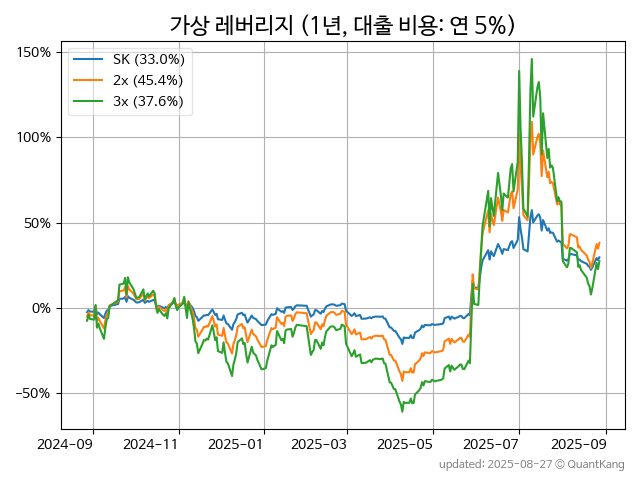 가상 레버리지 (1년, 대출 비용: 연 5%)
SK (33.0%)
2x (45.4%)
3x (37.6%)
150%
100%
50%
0%
−50%
2024-09 2024-11 2025-01 2025-03 2025-05 2025-07 2025-09
updated: 2025-08-27 © QuantKang